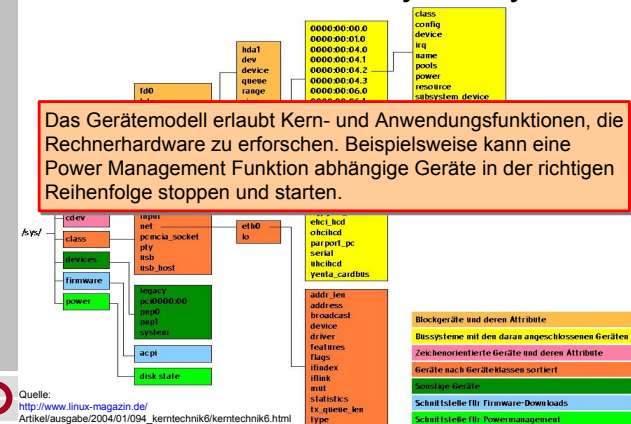 class
config
device
irq
name
pools
power
resource
subsystem_device
0000:00:00.0
0000:00:01.0
0000:00:04.0
0000:00:04.1
0000:00:04.2
0000:00:04.3
0000:00:06.0
hda1
dev
device
queue
range
fd0
Das Gerätemodell erlaubt Kern- und Anwendungsfunktionen, die
Rechnerhardware zu erforschen. Beispielsweise kann eine
Power Management Funktion abhängige Geräte in der richtigen
Reihenfolge stoppen und starten.
/sys/
cdev
class
devices
firmware
power
input
net
pcmcia_socket
pty
usb
usb_host
legacy
pci0000:00
pnp0
pnp1
system
acpi
disk state
eth0
lo
ehci_hcd
ohcihcd
parport_pc
serial
uhcihcd
yenta_cardbus
addr_len
address
broadcast
device
driver
features
flags
ifindex
iflink
mtu
statistics
tx_queue_len
type
Blockgeräte und deren Attribute
Bussysteme mit den daran angeschlossenen Geräten
Zeichenorientierte Geräte und deren Attribute
Geräte nach Geräteklassen sortiert
Sonstige Geräte
Schnittstelle für Firmware-Downloads
Schnittstelle für Powermanagement
Quelle:
http://www.linux-magazin.de/
Artikel/ausgabe/2004/01/094_kerntechnik6/kerntechnik6.html